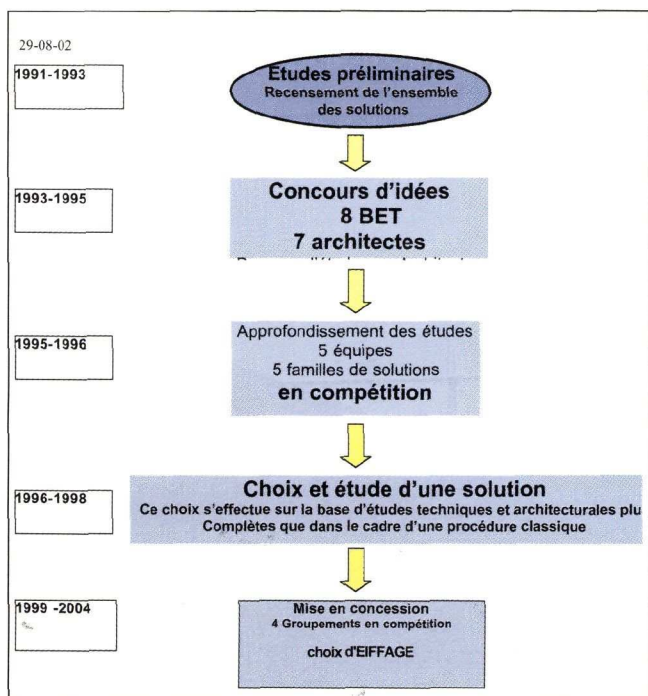 29-08-02
1991-1993
Etudes préliminaires
Recensement de l'ensemble
des solutions
1993-1995
Concours d'idées
8 BET
7 architectes
1995-1996
Approfondissement des études
5 équipes
5 familles de solutions
en compétition
1996-1998
Choix et étude d'une solution
Ce choix s'effectue sur la base d'études techniques et architecturales plu
Complètes que dans le cadre d'une procédure classique
1999 -2004
Mise en concession
4 Groupements en compétition
choix d'EIFFAGE